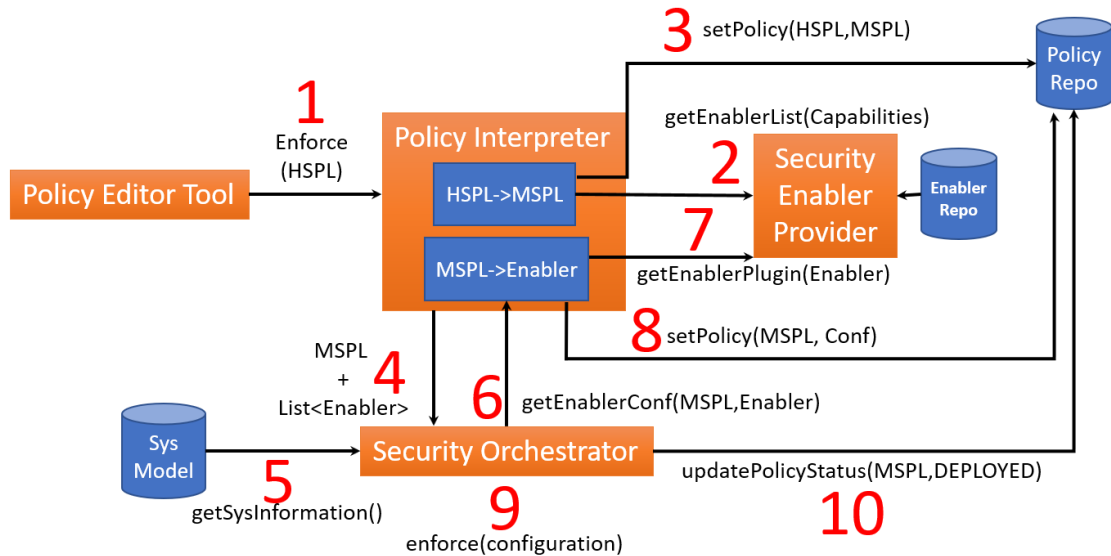 3
setPolicy(HSPL,MSPL)
Policy
Repo
1
Enforce
(HSPL)
Policy Interpreter
getEnablerList(Capabilities)
2
Security
Enabler
Provider
Enabler
Repo
Policy Editor Tool
HSPL->MSPL
7
MSPL->Enabler
getEnablerPlugin(Enabler)
8
setPolicy(MSPL, Conf)
MSPL
+
List<Enabler>
4
6
getEnablerConf(MSPL,Enabler)
Sys
Model
Security Orchestrator
5
getSysInformation()
9
enforce(configuration)
updatePolicyStatus(MSPL,DEPLOYED)
10